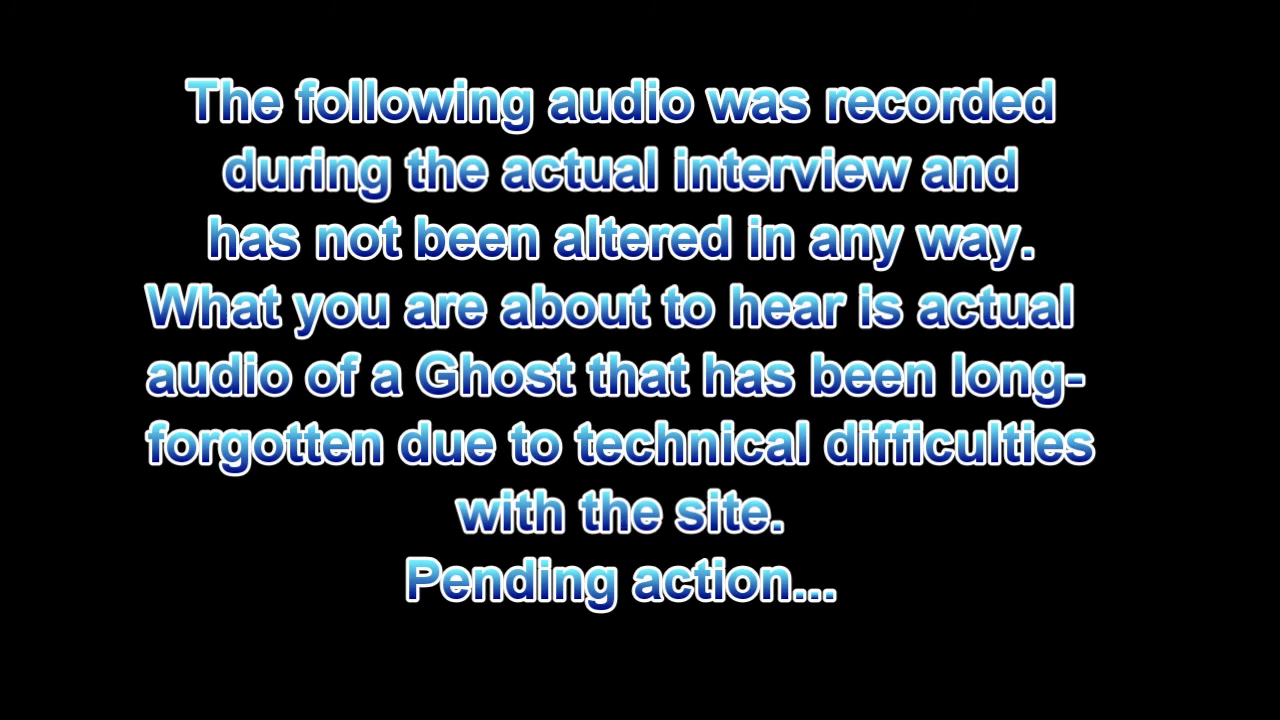 The following audio was recorded
during the actual interview and
has not been altered in any way.
What you are about to hear is actual
audio of a Ghost that has been long-
forgotten due to technical difficulties
with the site.
Pending action...